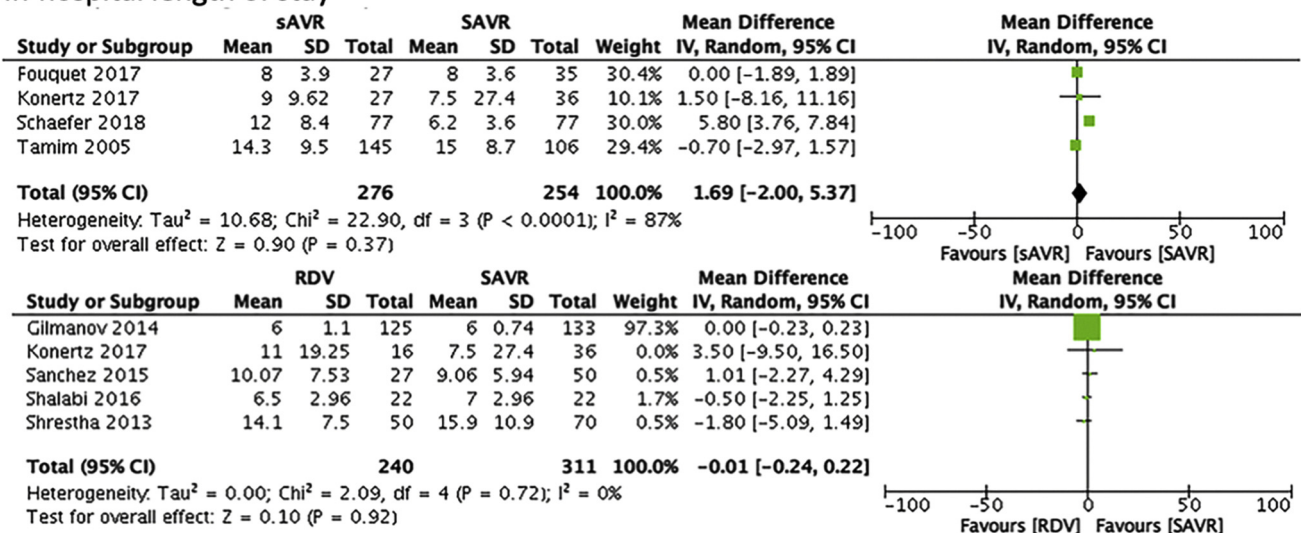 In-hospital length of stay
sAVR SAVR Mean Difference Mean Difference
Study or Subgroup Mean SD Total Mean SD Total Weight IV, Random, 95% CI IV, Random, 95% CI
Fouquet 2017 8 3.9 27 8 3.6 35 30.4% 0.00 [-1.89, 1.89]
Konertz 2017 9 9.62 27 7.5 27.4 36 10.1% 1.50 [-8.16, 11.16]
Schaefer 2018 12 8.4 77 6.2 3.6 77 30.0% 5.80 [3.76, 7.84]
Tamim 2005 14.3 9.5 145 15 8.7 106 29.4% -0.70 [-2.97, 1.57]
Total (95% CI) 276 254 100.0% 1.69 [-2.00, 5.37]
Heterogeneity: Tau² = 10.68; Chi² = 22.90, df = 3 (P < 0.0001); I² = 87%
Test for overall effect: Z = 0.90 (P = 0.37)
-100 -50 0 50 100
Favours [sAVR] Favours [SAVR]
RDV SAVR Mean Difference Mean Difference
Study or Subgroup Mean SD Total Mean SD Total Weight IV, Random, 95% CI IV, Random, 95% CI
Gilmanov 2014 6 1.1 125 6 0.74 133 97.3% 0.00 [-0.23, 0.23]
Konertz 2017 11 19.25 16 7.5 27.4 36 0.0% 3.50 [-9.50, 16.50]
Sanchez 2015 10.07 7.53 27 9.06 5.94 50 0.5% 1.01 [-2.27, 4.29]
Shalabi 2016 6.5 2.96 22 7 2.96 22 1.7% -0.50 [-2.25, 1.25]
Shrestha 2013 14.1 7.5 50 15.9 10.9 70 0.5% -1.80 [-5.09, 1.49]
Total (95% CI) 240 311 100.0% -0.01 [-0.24, 0.22]
Heterogeneity: Tau² = 0.00; Chi² = 2.09, df = 4 (P = 0.72); I² = 0%
Test for overall effect: Z = 0.10 (P = 0.92)
-100 -50 0 50 100
Favours [RDV] Favours [SAVR]